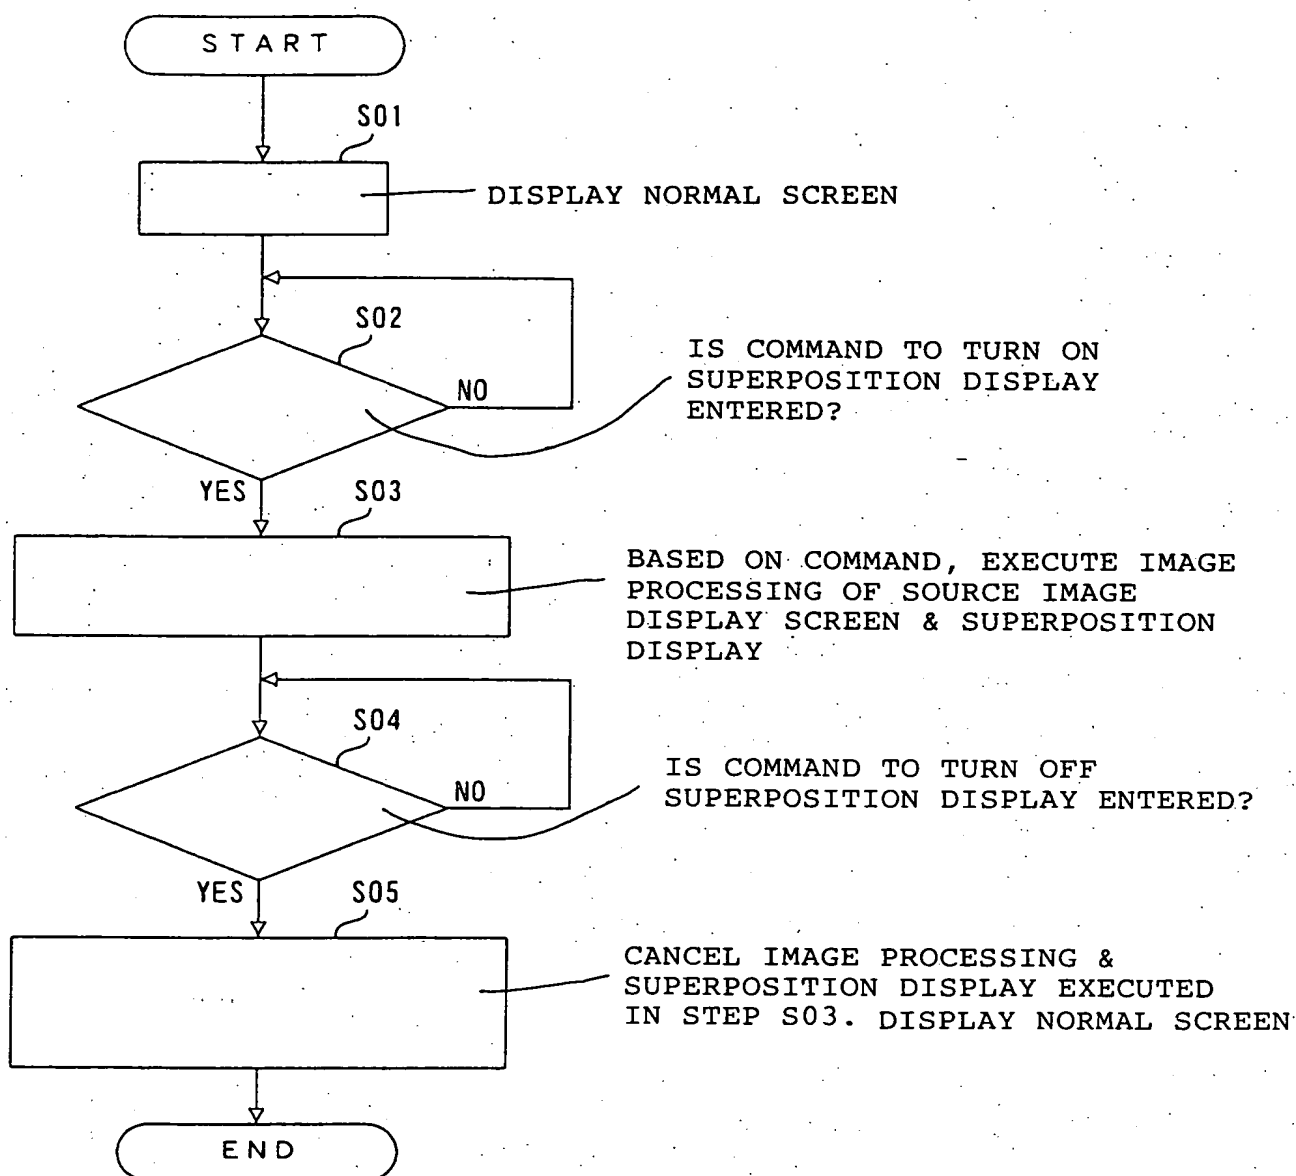 START
S01
DISPLAY NORMAL SCREEN
S02
IS COMMAND TO TURN ON
SUPERPOSITION DISPLAY
ENTERED?
NO
YES
S03
BASED ON COMMAND, EXECUTE IMAGE
PROCESSING OF SOURCE IMAGE
DISPLAY SCREEN & SUPERPOSITION
DISPLAY
S04
IS COMMAND TO TURN OFF
SUPERPOSITION DISPLAY ENTERED?
NO
YES
S05
CANCEL IMAGE PROCESSING &
SUPERPOSITION DISPLAY EXECUTED
IN STEP S03. DISPLAY NORMAL SCREEN
END